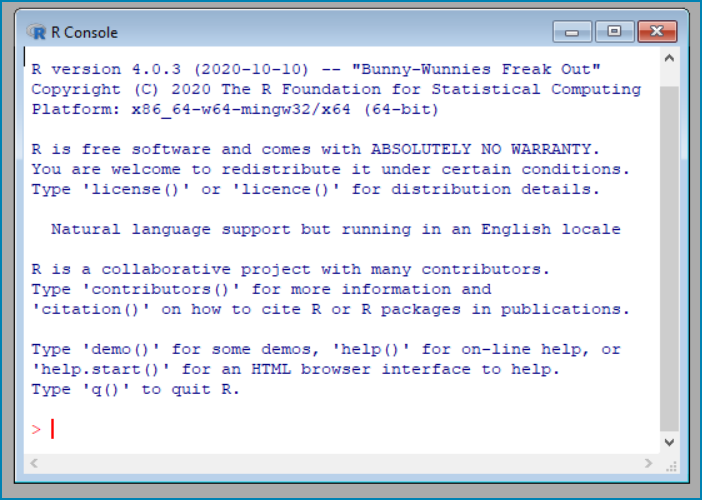 R R Console
R version 4.0.3 (2020-10-10) -- "Bunny-Wunnies Freak Out"
Copyright (C) 2020 The R Foundation for Statistical Computing
Platform: x86_64-w64-mingw32/x64 (64-bit)
R is free software and comes with ABSOLUTELY NO WARRANTY.
You are welcome to redistribute it under certain conditions.
Type 'license()' or 'licence()' for distribution details.
Natural language support but running in an English locale
R is a collaborative project with many contributors.
Type 'contributors()' for more information and
'citation()' on how to cite R or R packages in publications.
Type 'demo()' for some demos, 'help()' for on-line help, or
'help.start()' for an HTML browser interface to help.
Type 'q()' to quit R.
>